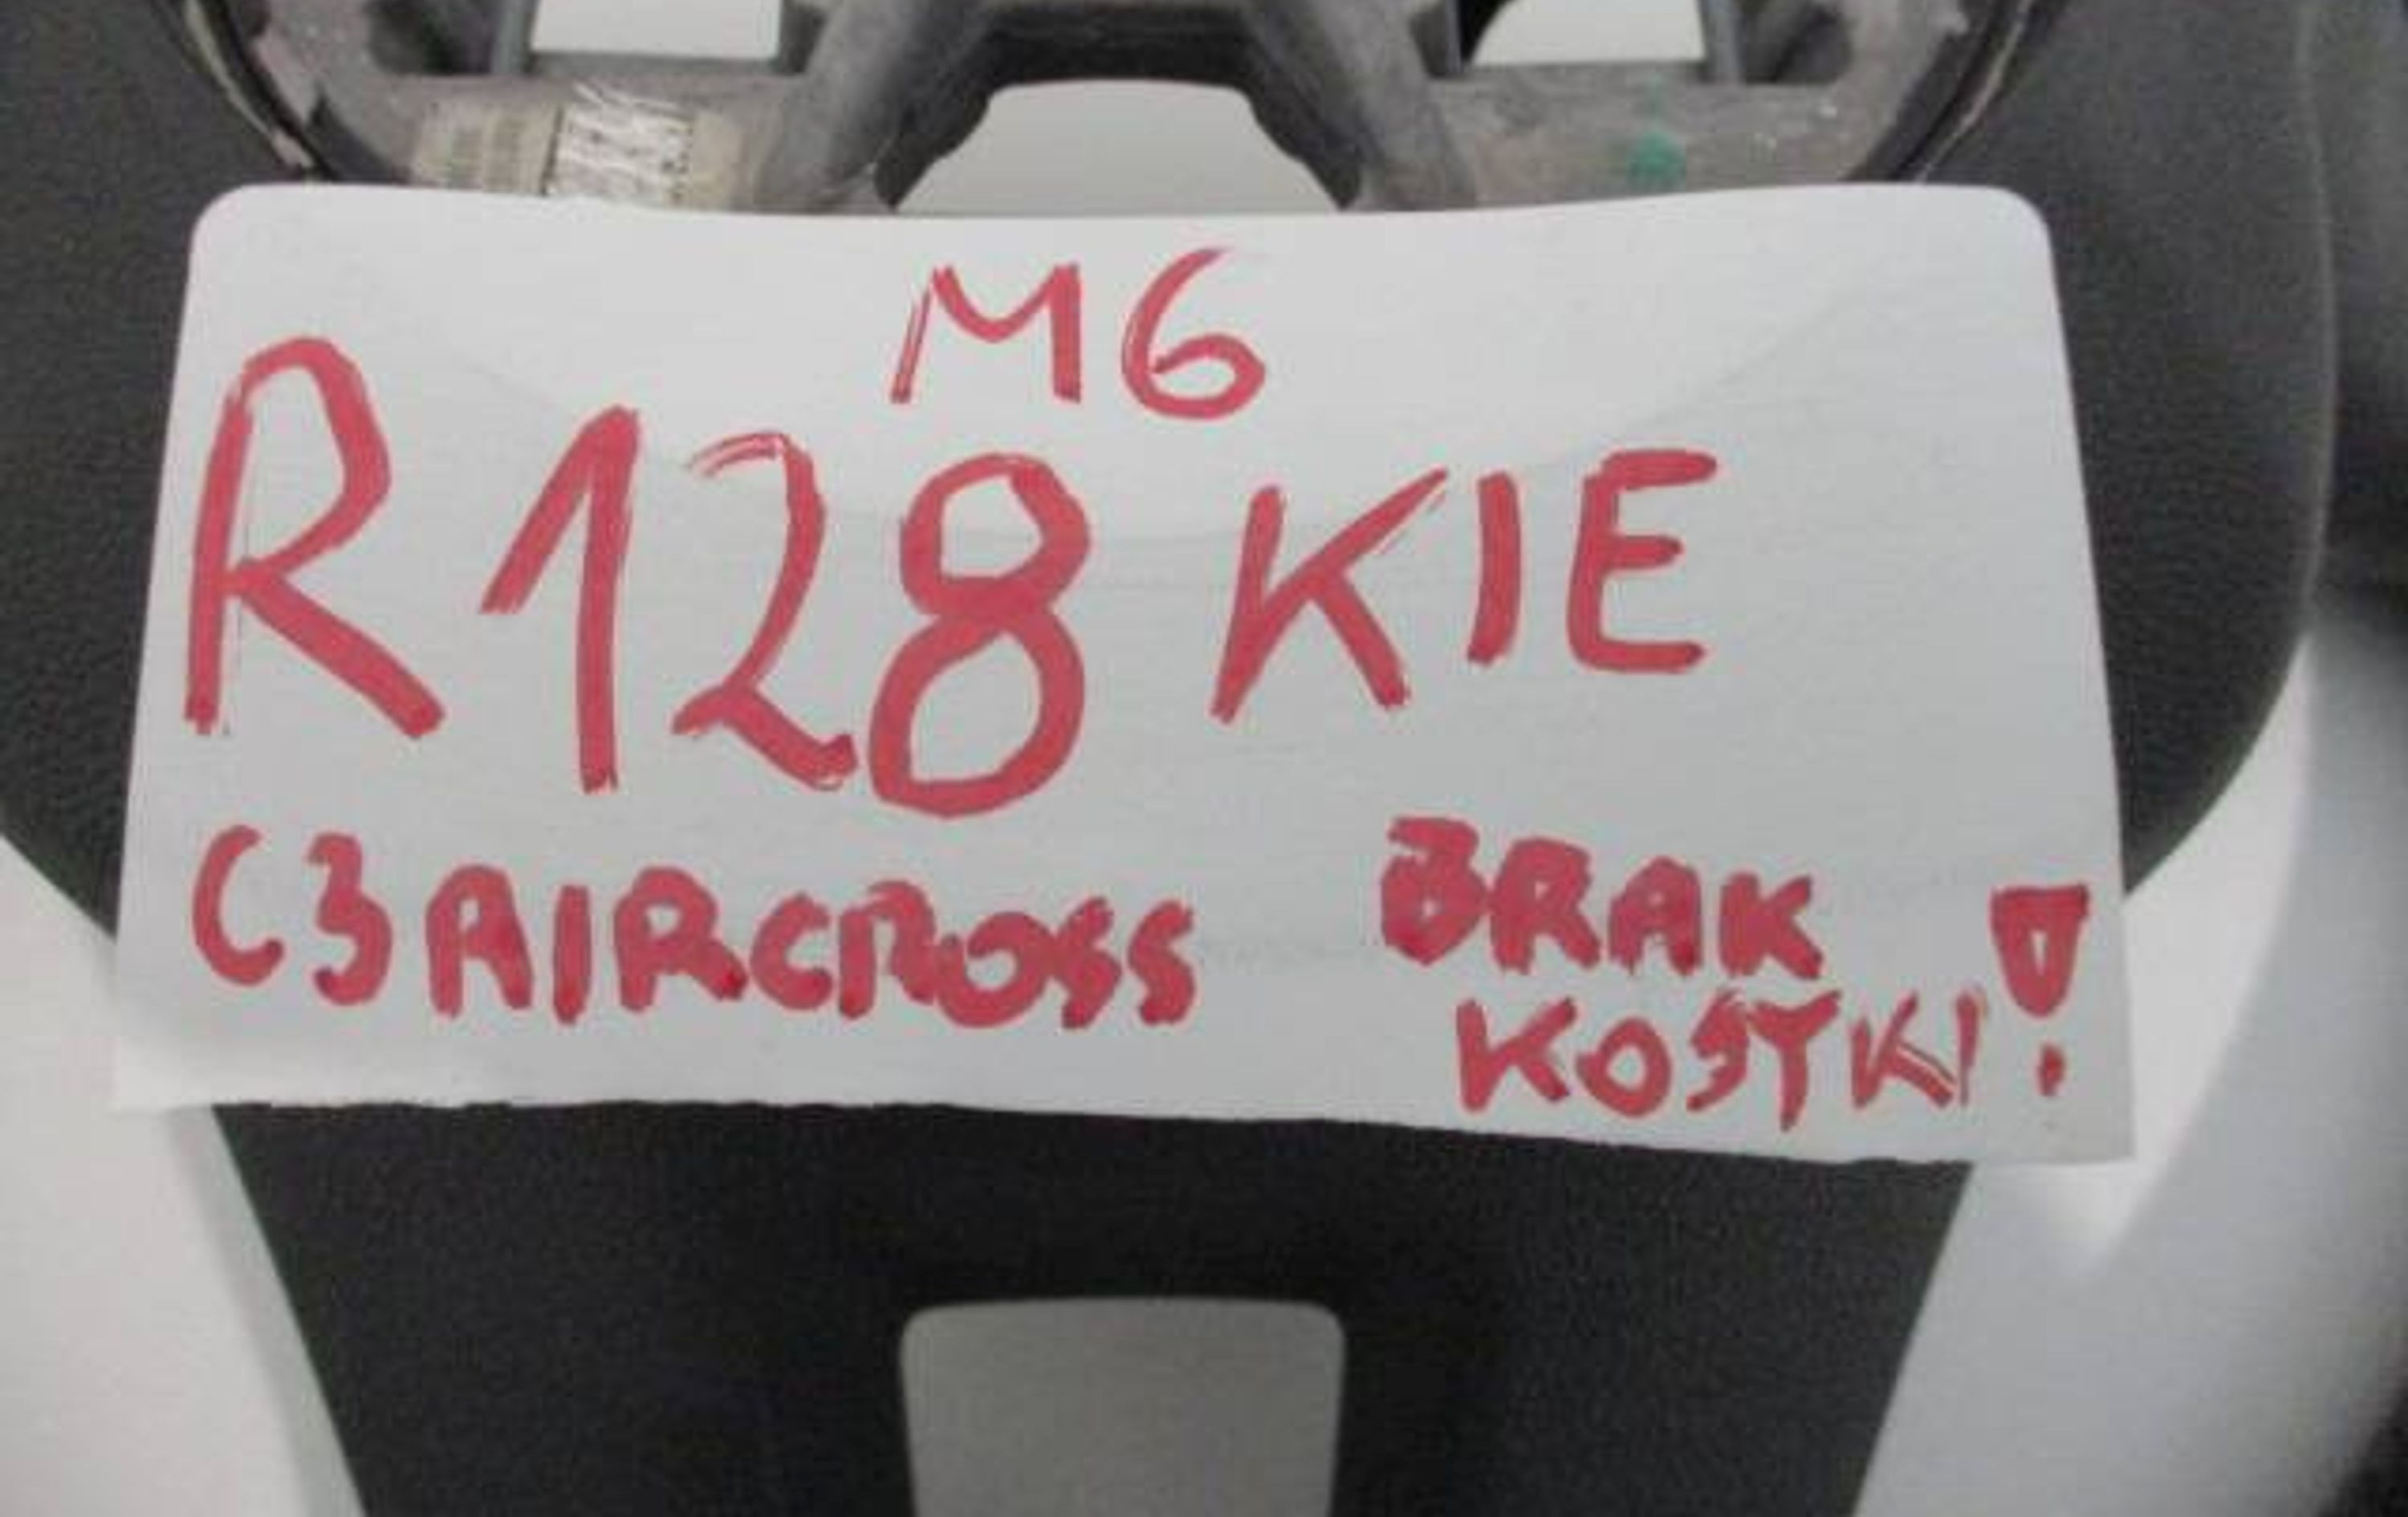 M6
R128 KIE
C3 AIRCROSS
BRAK
KOSTKI!